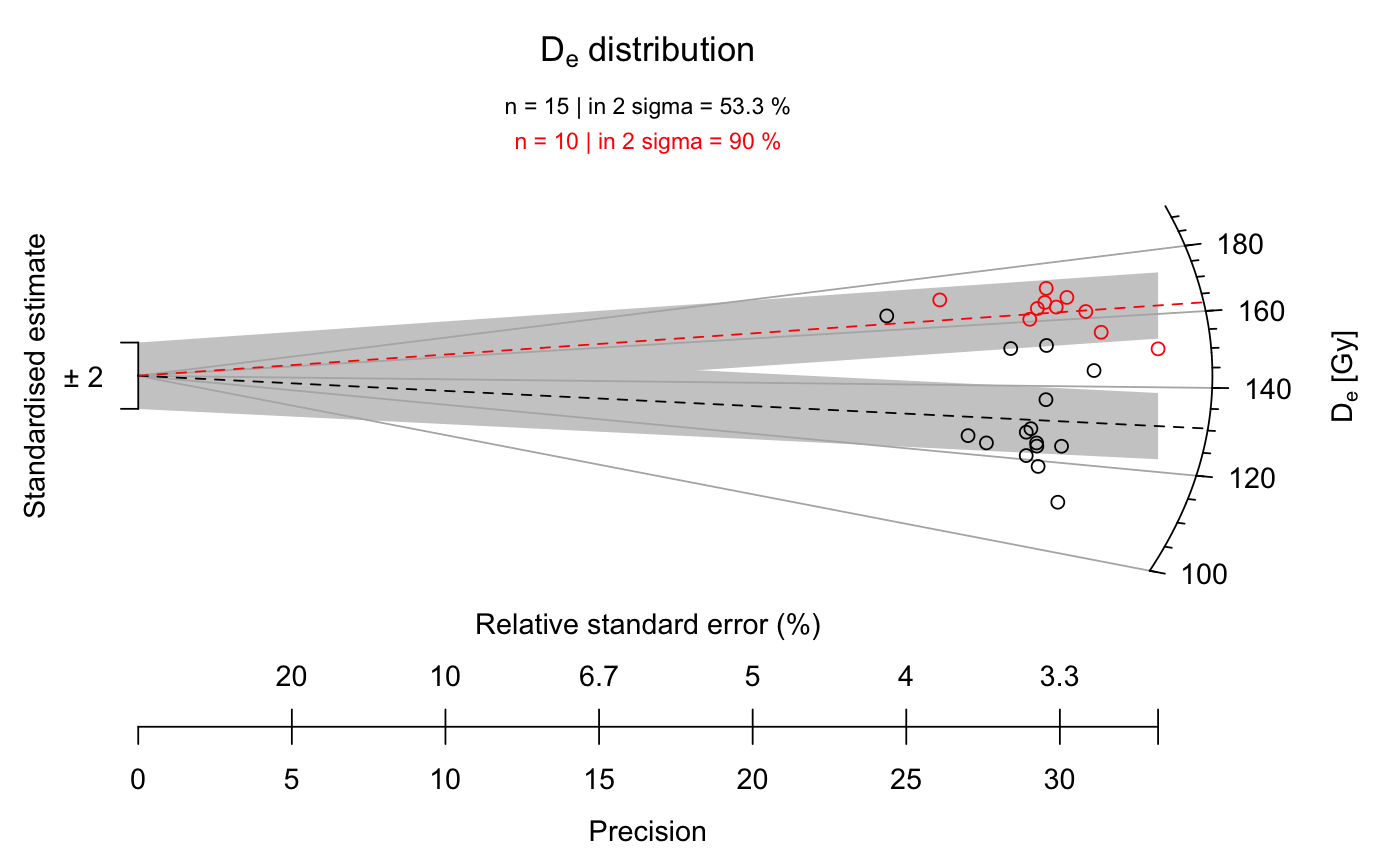 De distribution
n = 15 | in 2 sigma = 53.3 %
n = 10 | in 2 sigma = 90 %
Standardised estimate
± 2
180
160
140
120
100
De [Gy]
Relative standard error (%)
20 10 6.7 5 4 3.3
0 5 10 15 20 25 30
Precision